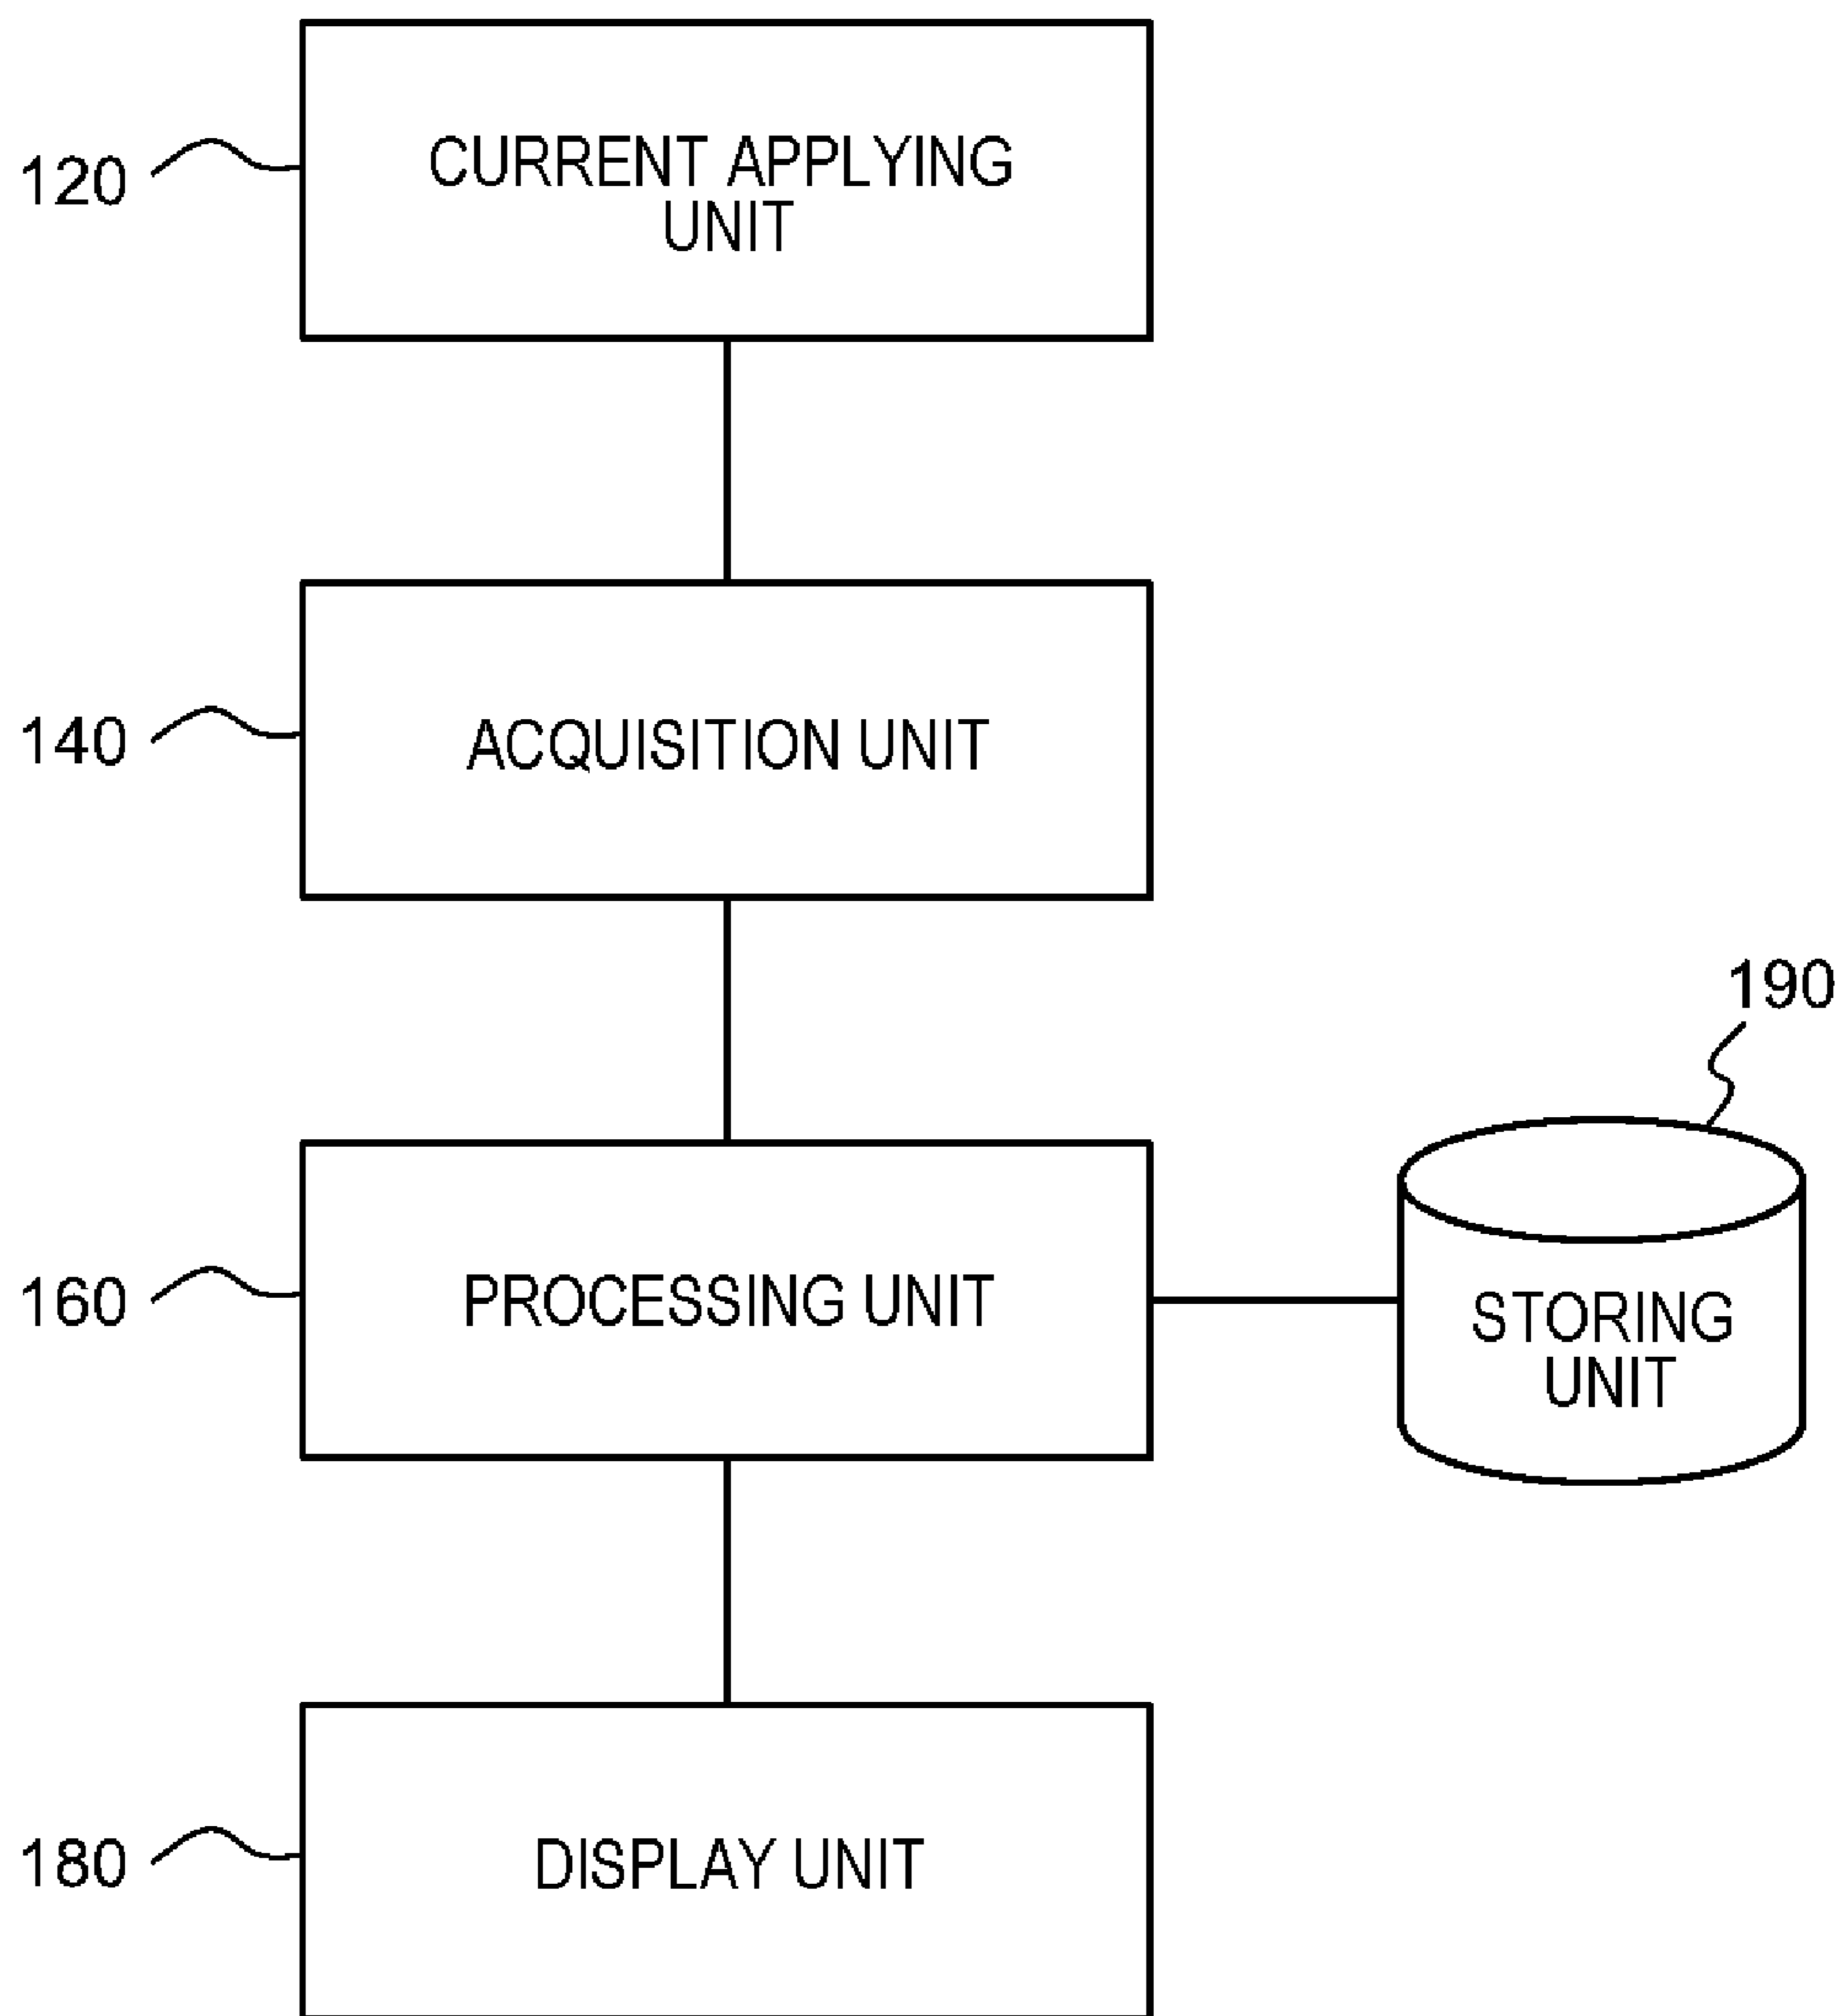 120
CURRENT APPLYING
UNIT
140
ACQUISITION UNIT
190
160
PROCESSING UNIT
STORING
UNIT
180
DISPLAY UNIT